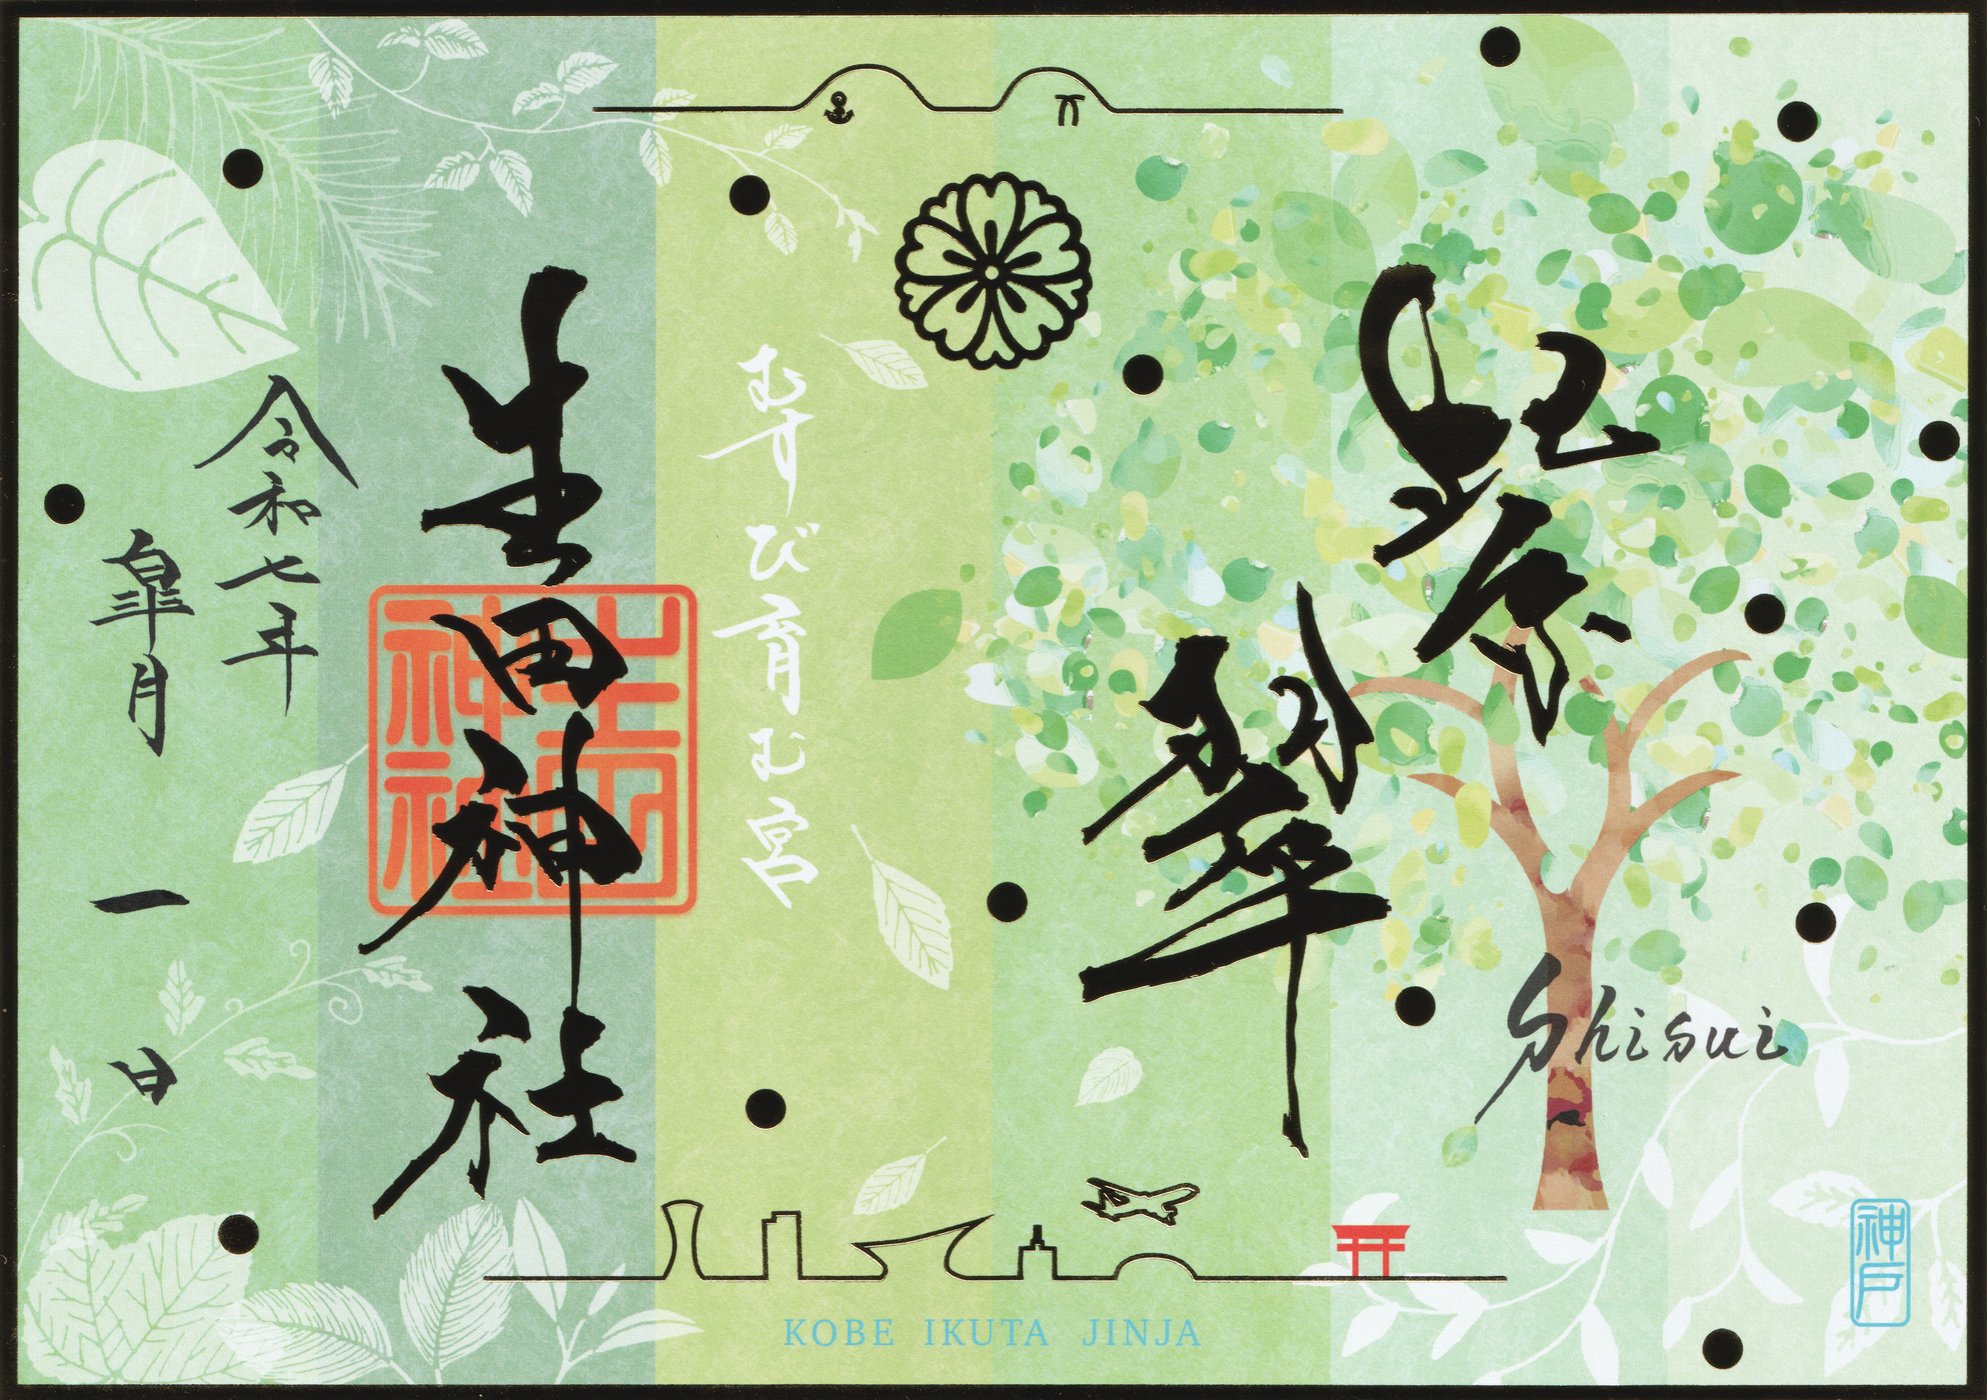 紫翠
Shisui
神戸
むすび育む宮
生田神社
生田
神社
令和七年
皐月一日
KOBE IKUTA JINJA